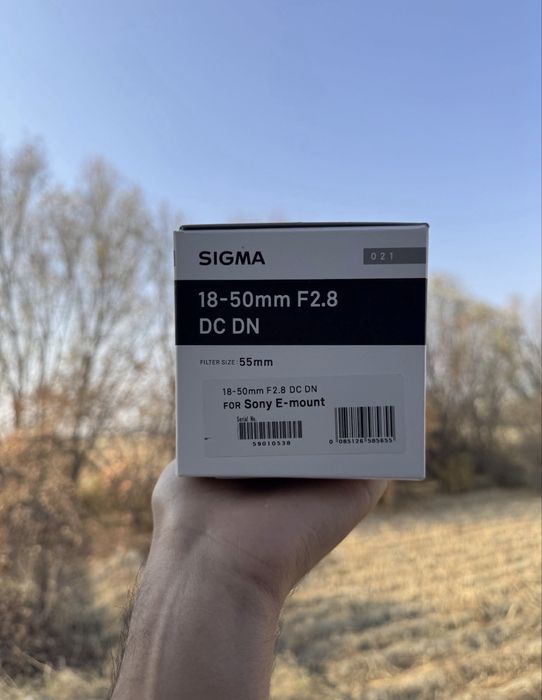 SIGMA
021
18-50mm F2.8
DC DN
FILTER SIZE : 55mm
18-50mm F2.8 DC DN
FOR Sony E-mount
Serial No.
59010538
0 085126 585655